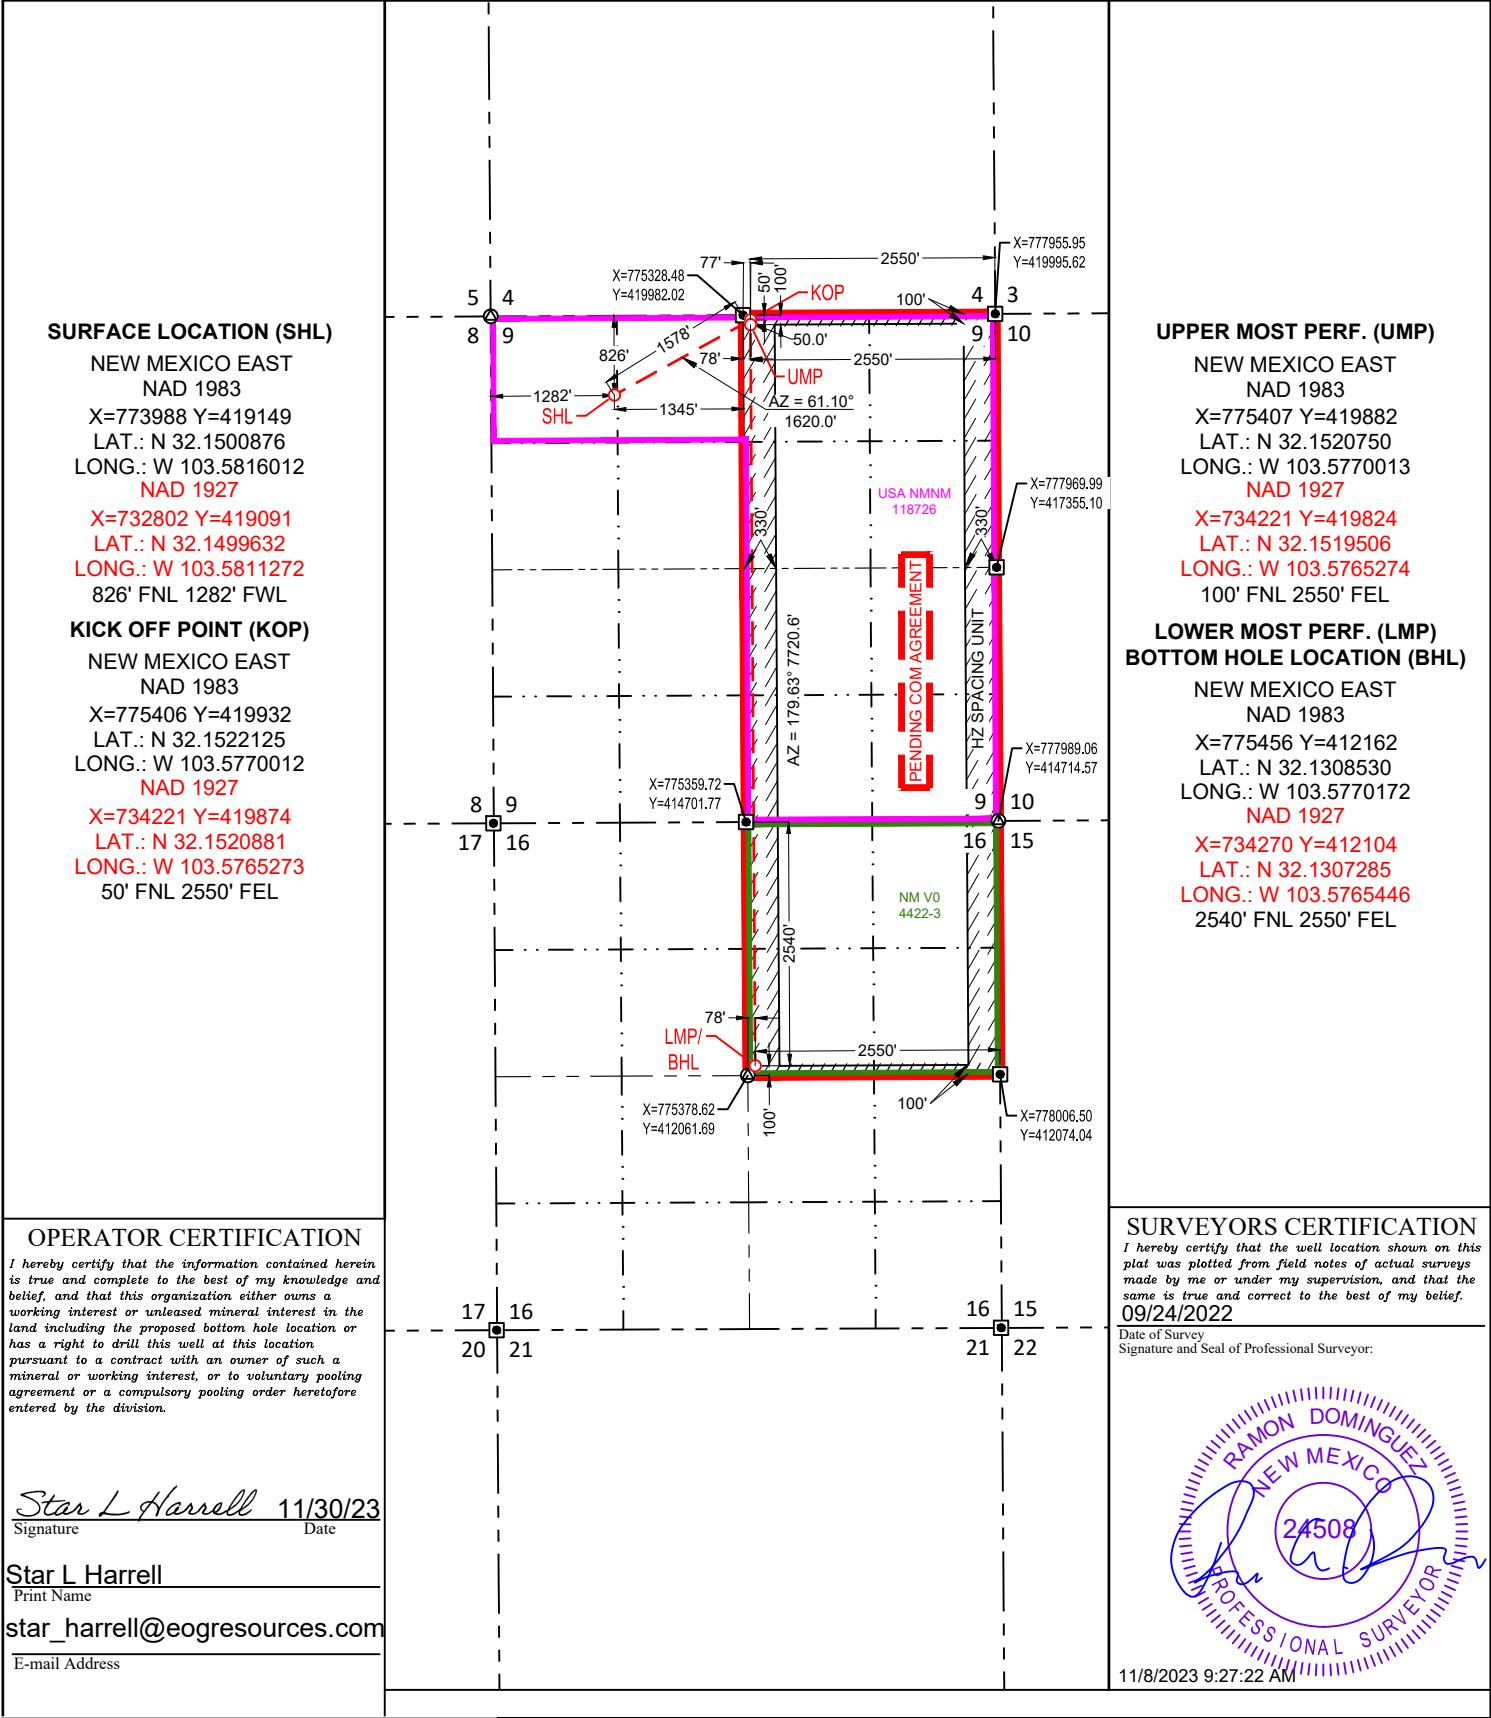 SURFACE LOCATION (SHL)
NEW MEXICO EAST
NAD 1983
X=773988 Y=419149
LAT.: N 32.1500876
LONG.: W 103.5816012
NAD 1927
X=732802 Y=419091
LAT.: N 32.1499632
LONG.: W 103.5811272
826' FNL 1282' FWL
KICK OFF POINT (KOP)
NEW MEXICO EAST
NAD 1983
X=775406 Y=419932
LAT.: N 32.1522125
LONG.: W 103.5770012
NAD 1927
X=734221 Y=419874
LAT.: N 32.1520881
LONG.: W 103.5765273
50' FNL 2550' FEL
X=777955.95
Y=419995.62
77'
2550'
X=775328.48
Y=419982.02
50'
100'
KOP
100'
5 4
4 3
8 9
9 10
826'
1578'
50.0'
78'
2550'
UMP
1282'
SHL
1345'
AZ = 61.10°
1620.0'
X=777969.99
Y=417355.10
USA NMNM
118726
330'
330'
PENDING COM AGREEMENT
HZ SPACING UNIT
AZ = 179.63° 7720.6'
X=777989.06
Y=414714.57
X=775359.72
Y=414701.77
8 9
9 10
17 16
16 15
NM V0
4422-3
2540'
78'
LMP/
BHL
2550'
100'
100'
X=775378.62
Y=412061.69
X=778006.50
Y=412074.04
17 16
16 15
20 21
21 22
UPPER MOST PERF. (UMP)
NEW MEXICO EAST
NAD 1983
X=775407 Y=419882
LAT.: N 32.1520750
LONG.: W 103.5770013
NAD 1927
X=734221 Y=419824
LAT.: N 32.1519506
LONG.: W 103.5765274
100' FNL 2550' FEL
LOWER MOST PERF. (LMP)
BOTTOM HOLE LOCATION (BHL)
NEW MEXICO EAST
NAD 1983
X=775456 Y=412162
LAT.: N 32.1308530
LONG.: W 103.5770172
NAD 1927
X=734270 Y=412104
LAT.: N 32.1307285
LONG.: W 103.5765446
2540' FNL 2550' FEL
OPERATOR CERTIFICATION
I hereby certify that the information contained herein
is true and complete to the best of my knowledge and
belief, and that this organization either owns a
working interest or unleased mineral interest in the
land including the proposed bottom hole location or
has a right to drill this well at this location
pursuant to a contract with an owner of such a
mineral or working interest, or to voluntary pooling
agreement or a compulsory pooling order heretofore
entered by the division.
Star L Harrell 11/30/23
Signature Date
Star L Harrell
Print Name
star_harrell@eogresources.com
E-mail Address
SURVEYORS CERTIFICATION
I hereby certify that the well location shown on this
plat was plotted from field notes of actual surveys
made by me or under my supervision, and that the
same is true and correct to the best of my belief.
09/24/2022
Date of Survey
Signature and Seal of Professional Surveyor:
RAMON DOMINGUEZ
NEW MEXICO
24508
PROFESSIONAL SURVEYOR
11/8/2023 9:27:22 AM